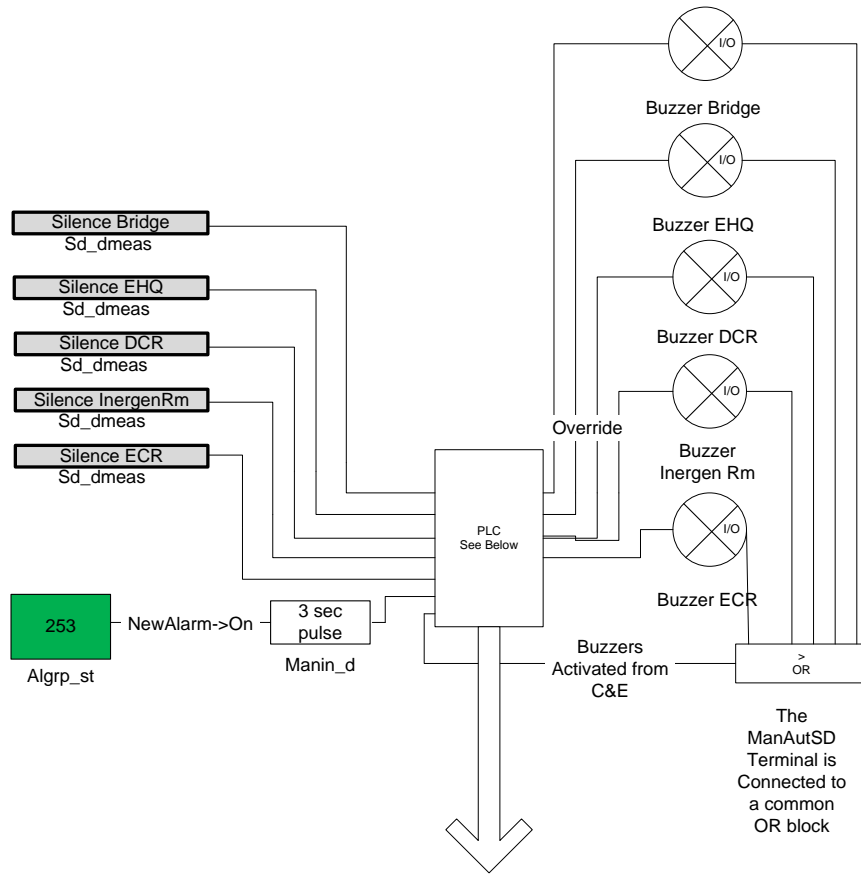 I/O
Buzzer Bridge
I/O
Buzzer EHQ
I/O
Buzzer DCR
I/O
Buzzer
Inergen Rm
I/O
Buzzer ECR
Silence Bridge
Sd_dmeas
Silence EHQ
Sd_dmeas
Silence DCR
Sd_dmeas
Silence InergenRm
Sd_dmeas
Silence ECR
Sd_dmeas
Override
PLC
See Below
253
Algrp_st
NewAlarm->On
3 sec
pulse
Manin_d
Buzzers
Activated from
C&E
>
OR
The
ManAutSD
Terminal is
Connected to
a common
OR block